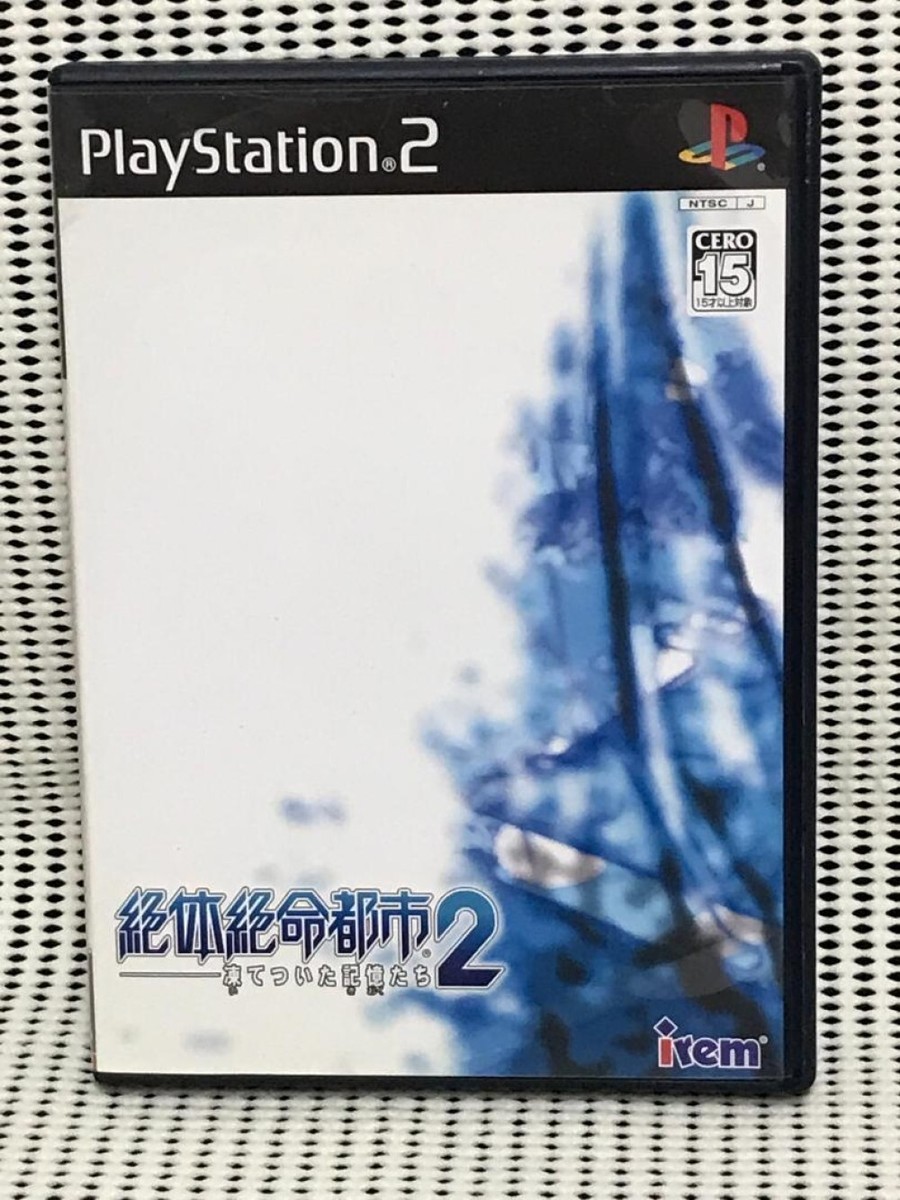 PlayStation®2
NTSC J
CERO
15
15才以上対象
絶体絶命都市®2
凍てついた記憶たち
irem®